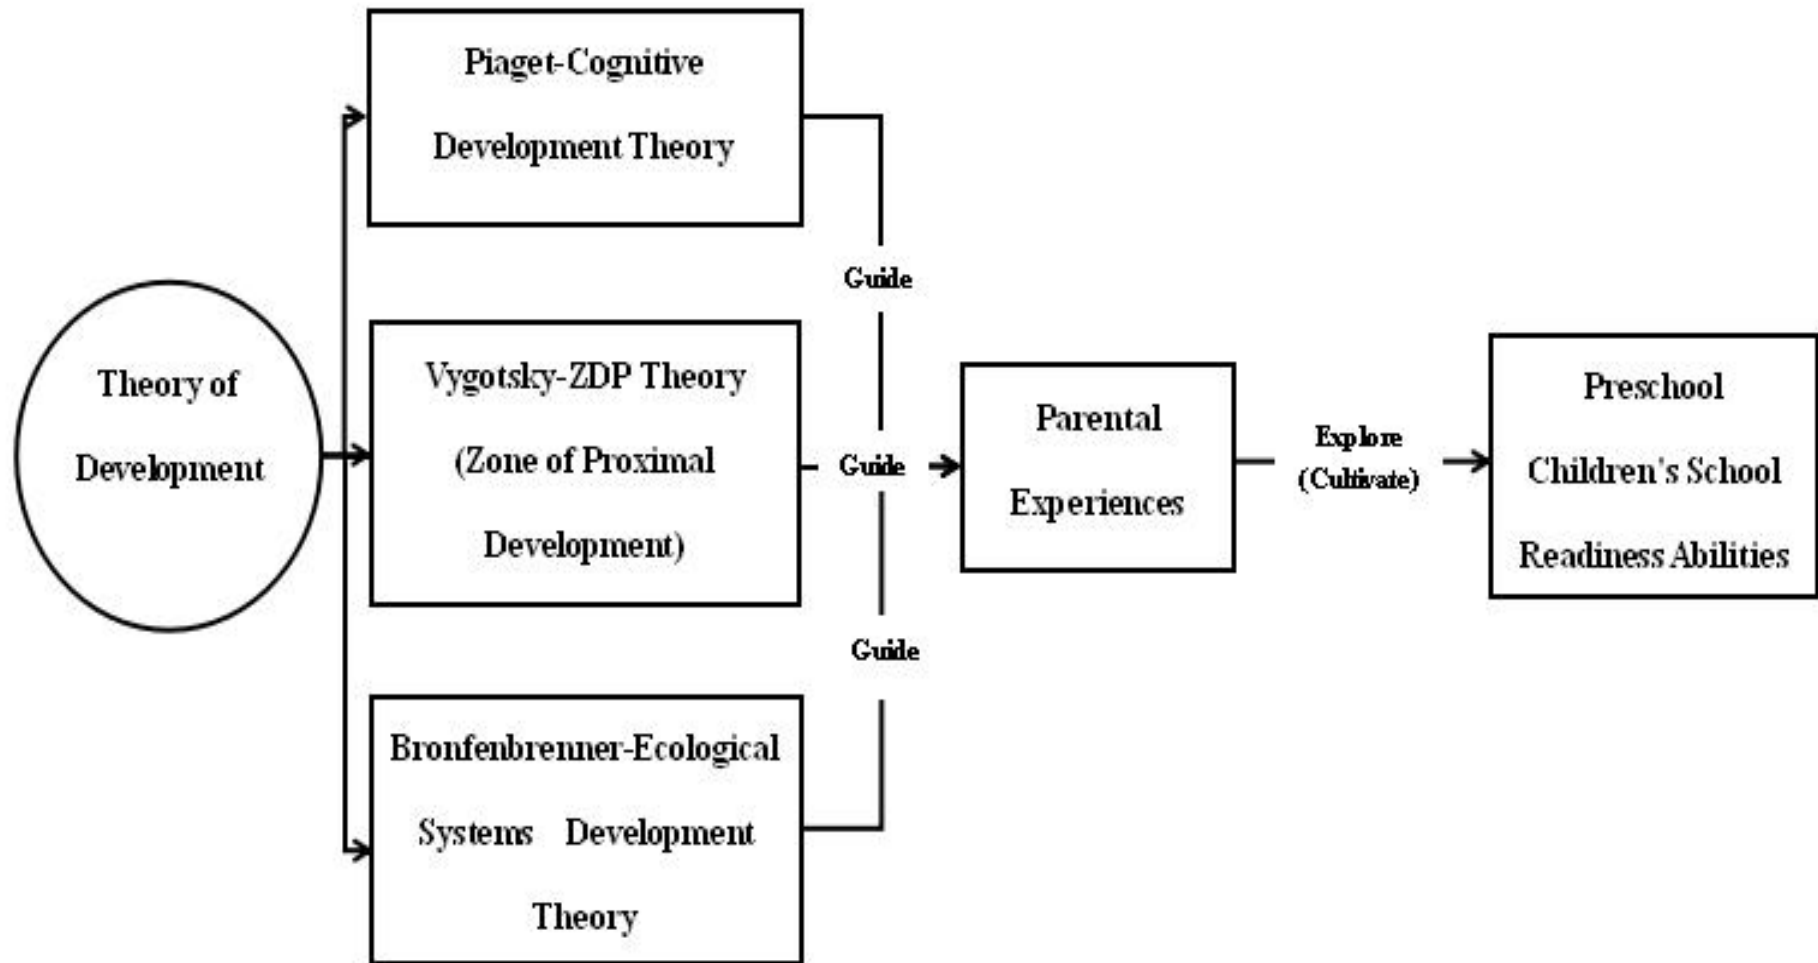 Piaget-Cognitive
Development Theory
Guide
Theory of
Development
Vygotsky-ZDP Theory
(Zone of Proximal
Development)
Guide
Parental
Experiences
Explore
(Cultivate)
Preschool
Children's School
Readiness Abilities
Guide
Bronfenbrenner-Ecological
Systems Development
Theory